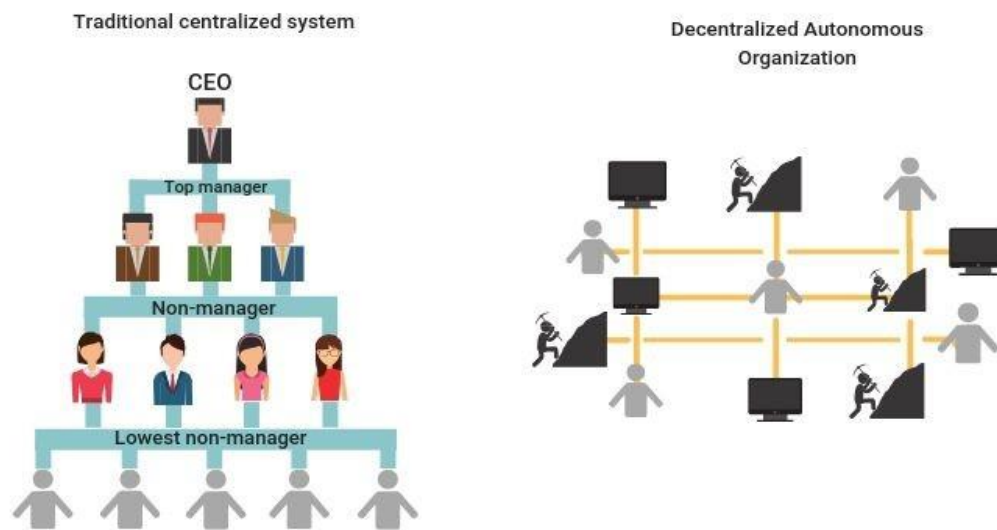 Traditional centralized system
CEO
Top manager
Non-manager
Lowest non-manager
Decentralized Autonomous
Organization